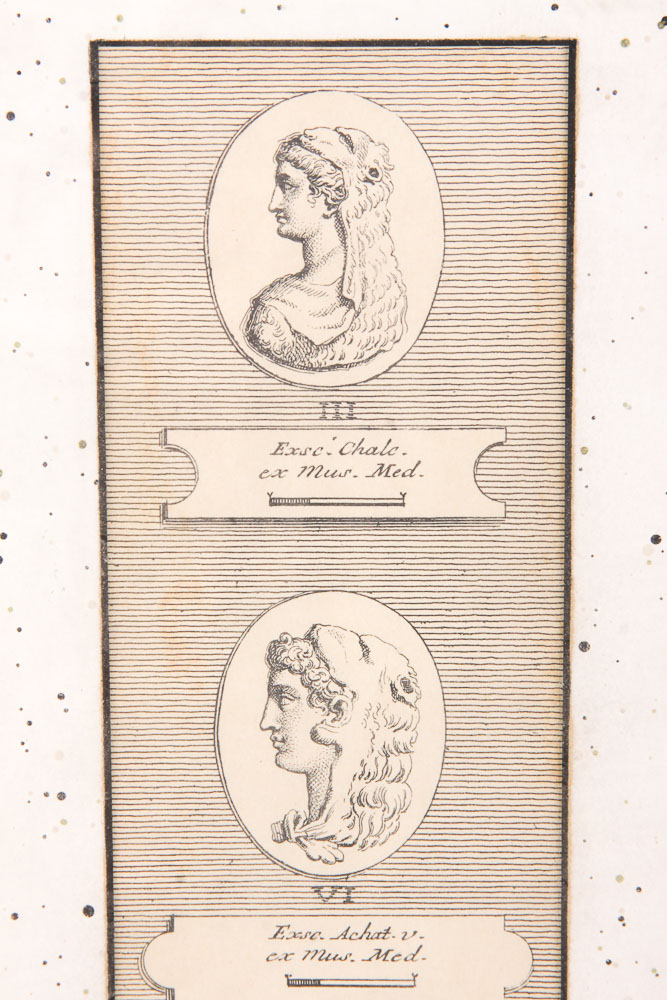 III
Exsc. Chalc.
ex Mus. Med.
VI
Exsc. Achat. v.
ex Mus. Med.